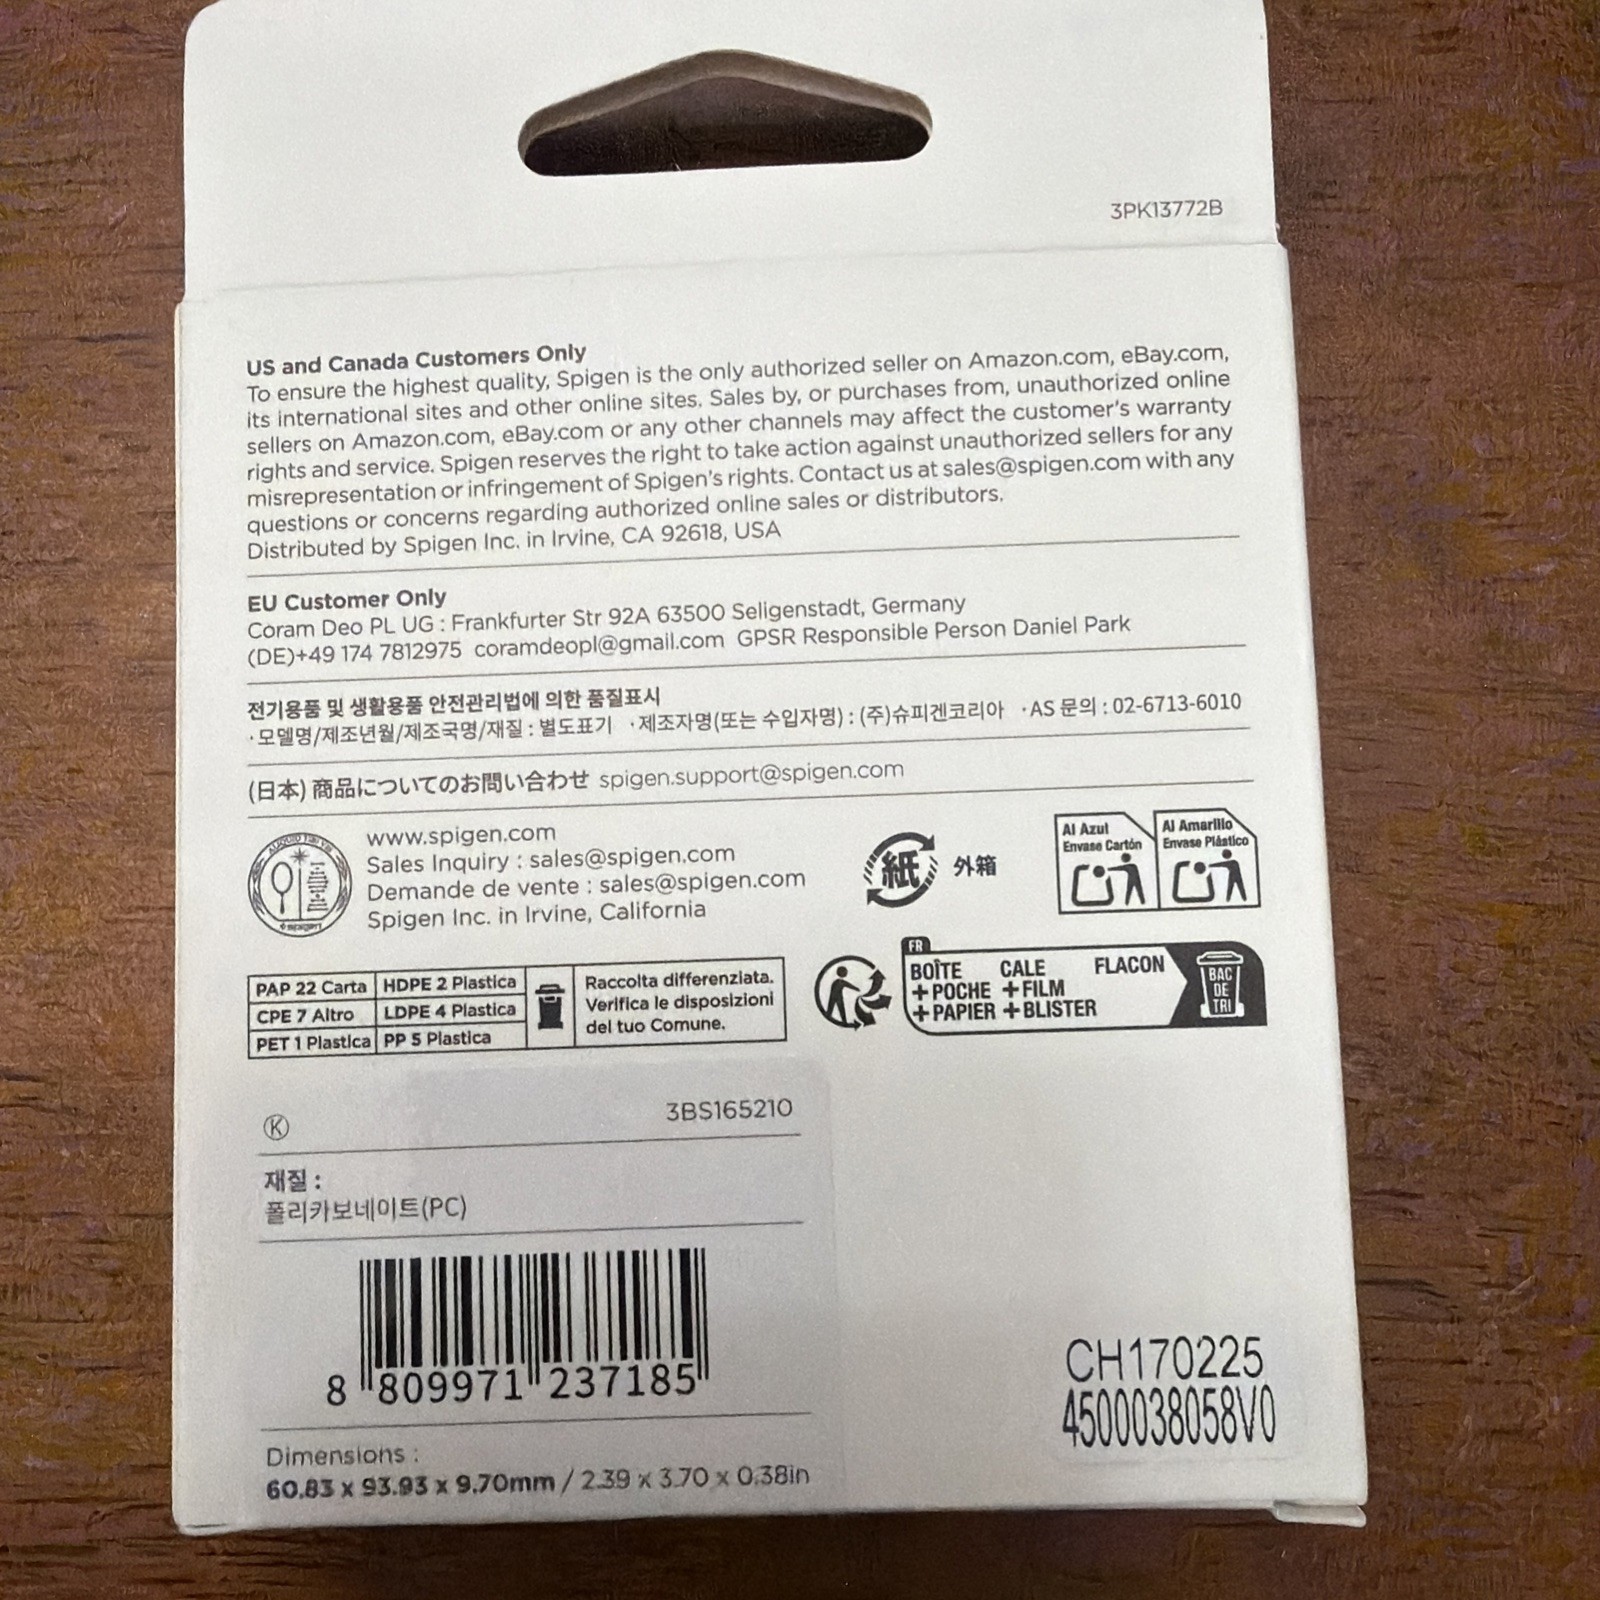 3PK13772B
US and Canada Customers Only
To ensure the highest quality, Spigen is the only authorized seller on Amazon.com, eBay.com,
its international sites and other online sites. Sales by, or purchases from, unauthorized online
sellers on Amazon.com, eBay.com or any other channels may affect the customer's warranty
rights and service. Spigen reserves the right to take action against unauthorized sellers for any
misrepresentation or infringement of Spigen's rights. Contact us at sales@spigen.com with any
questions or concerns regarding authorized online sales or distributors.
Distributed by Spigen Inc. in Irvine, CA 92618, USA
EU Customer Only
Coram Deo PL UG : Frankfurter Str 92A 63500 Seligenstadt, Germany
(DE)+49 174 7812975 coramdeopl@gmail.com GPSR Responsible Person Daniel Park
전기용품 및 생활용품 안전관리법에 의한 품질표시
·모델명/제조년월/제조국명/재질 : 별도표기 ·제조자명(또는 수입자명) : (주)슈피겐코리아 ·AS 문의 : 02-6713-6010
(日本) 商品についてのお問い合わせ spigen.support@spigen.com
spigen
www.spigen.com
Sales Inquiry : sales@spigen.com
Demande de vente : sales@spigen.com
Spigen Inc. in Irvine, California
紙 外箱
Al Azul
Envase Cartón
Al Amarillo
Envase Plástico
PAP 22 Carta HDPE 2 Plastica
CPE 7 Altro LDPE 4 Plastica
PET 1 Plastica PP 5 Plastica
Raccolta differenziata.
Verifica le disposizioni
del tuo Comune.
FR
BOÎTE CALE FLACON
+POCHE +FILM
+PAPIER +BLISTER
BAC
DE
TRI
Ⓚ 3BS165210
재질 :
폴리카보네이트(PC)
8 809971 237185
Dimensions :
60.83 x 93.93 x 9.70mm / 2.39 x 3.70 x 0.38in
CH170225
4500038058V0